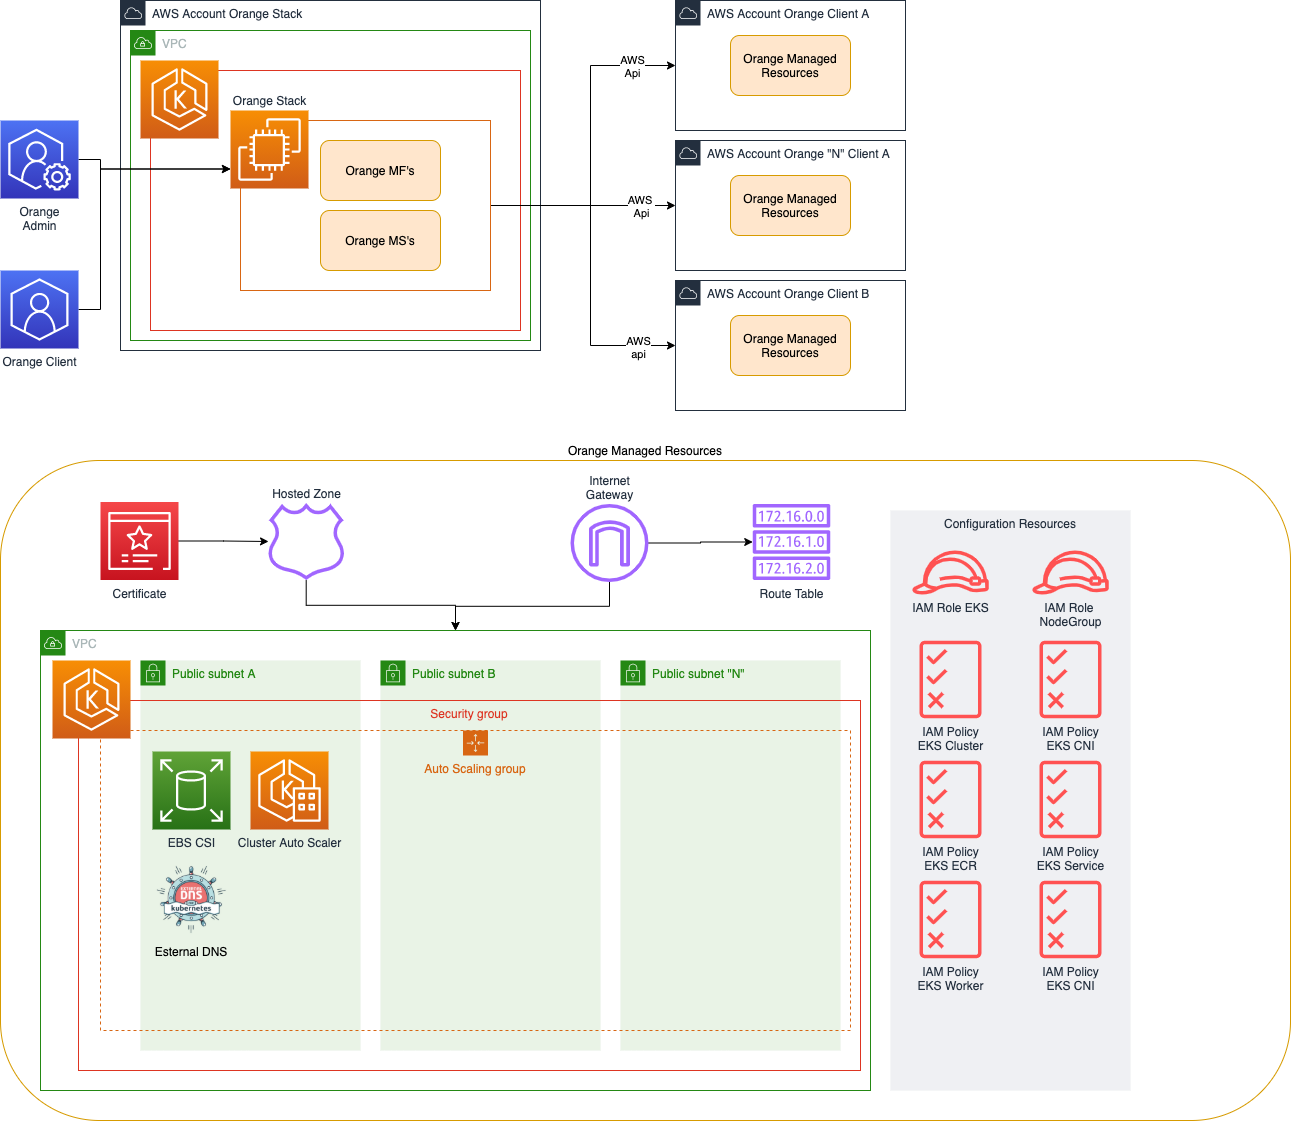 AWS Account Orange Stack
VPC
Orange Stack
Orange MF's
Orange MS's
Orange
Admin
Orange Client
AWS
Api
AWS
Api
AWS
api
AWS Account Orange Client A
Orange Managed
Resources
AWS Account Orange "N" Client A
Orange Managed
Resources
AWS Account Orange Client B
Orange Managed
Resources
Orange Managed Resources
Certificate
Hosted Zone
Internet
Gateway
172.16.0.0
172.16.1.0
172.16.2.0
Route Table
VPC
Public subnet A
Public subnet B
Public subnet "N"
Security group
Auto Scaling group
EBS CSI
Cluster Auto Scaler
EXTERNAL
DNS
kubernetes
Esternal DNS
Configuration Resources
IAM Role EKS
IAM Role
NodeGroup
IAM Policy
EKS Cluster
IAM Policy
EKS CNI
IAM Policy
EKS ECR
IAM Policy
EKS Service
IAM Policy
EKS Worker
IAM Policy
EKS CNI